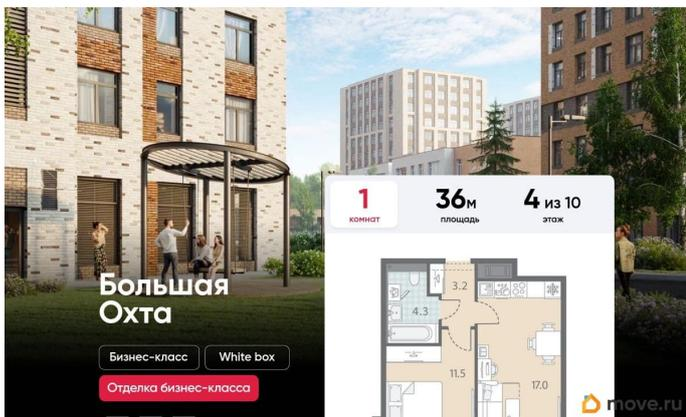 1
комнат
36м
площадь
4 из 10
этаж
Большая
Охта
Бизнес-класс
White box
Отделка бизнес-класса
3.2
4.3
11.5
17.0
move.ru